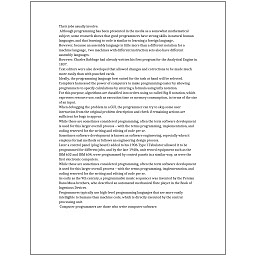 Their jobs usually involve:
Although programming has been presented in the media as a somewhat mathematical
subject, some research shows that good programmers have strong skills in natural human
languages, and that learning to code is similar to learning a foreign language.
However, because an assembly language is little more than a different notation for a
machine language, two machines with different instruction sets also have different
assembly languages.
However, Charles Babbage had already written his first program for the Analytical Engine in
1837.
Text editors were also developed that allowed changes and corrections to be made much
more easily than with punched cards.
Ideally, the programming language best suited for the task at hand will be selected.
Compilers harnessed the power of computers to make programming easier by allowing
programmers to specify calculations by entering a formula using infix notation.
For this purpose, algorithms are classified into orders using so-called Big O notation, which
expresses resource use, such as execution time or memory consumption, in terms of the size
of an input.
When debugging the problem in a GUI, the programmer can try to skip some user
interaction from the original problem description and check if remaining actions are
sufficient for bugs to appear.
While these are sometimes considered programming, often the term software development
is used for this larger overall process – with the terms programming, implementation, and
coding reserved for the writing and editing of code per se.
Sometimes software development is known as software engineering, especially when it
employs formal methods or follows an engineering design process.
Later a control panel (plug board) added to his 1906 Type I Tabulator allowed it to be
programmed for different jobs, and by the late 1940s, unit record equipment such as the
IBM 602 and IBM 604, were programmed by control panels in a similar way, as were the
first electronic computers.
While these are sometimes considered programming, often the term software development
is used for this larger overall process – with the terms programming, implementation, and
coding reserved for the writing and editing of code per se.
As early as the 9th century, a programmable music sequencer was invented by the Persian
Banu Musa brothers, who described an automated mechanical flute player in the Book of
Ingenious Devices.
Programmers typically use high-level programming languages that are more easily
intelligible to humans than machine code, which is directly executed by the central
processing unit.
Computer programmers are those who write computer software.